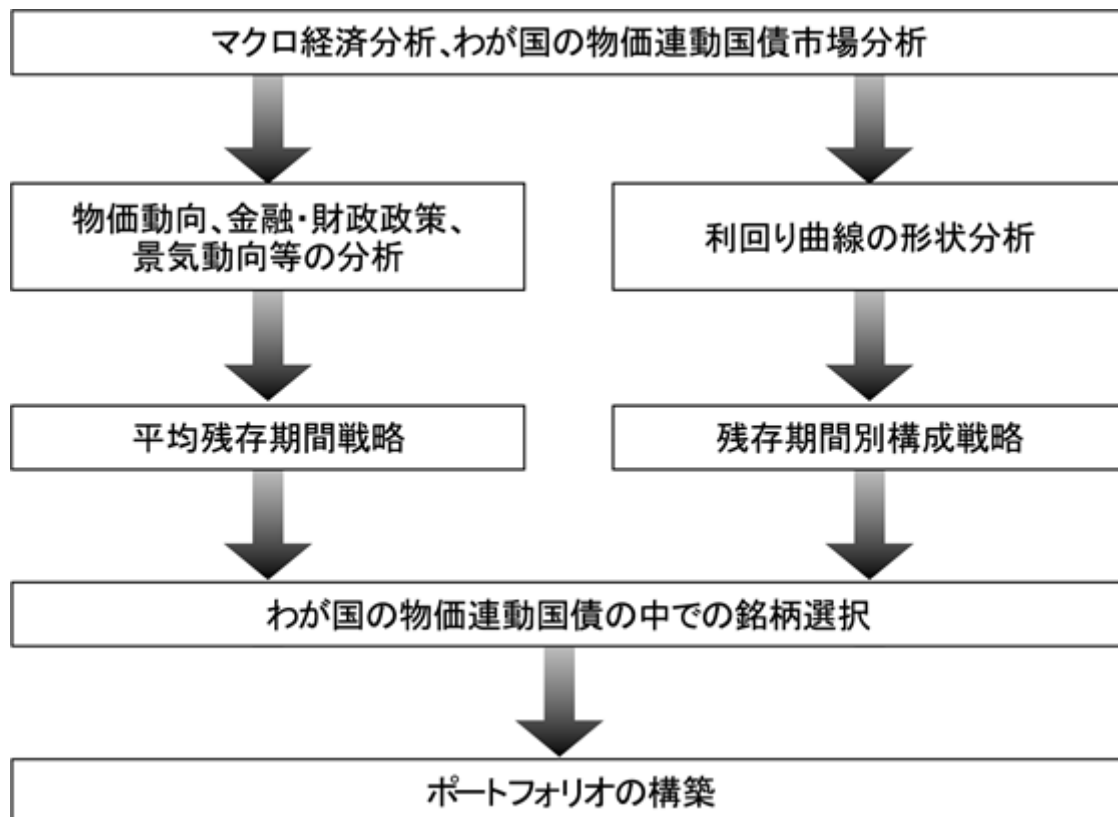 マクロ経済分析、わが国の物価連動国債市場分析
物価動向、金融・財政政策、
景気動向等の分析
利回り曲線の形状分析
平均残存期間戦略
残存期間別構成戦略
わが国の物価連動国債の中での銘柄選択
ポートフォリオの構築